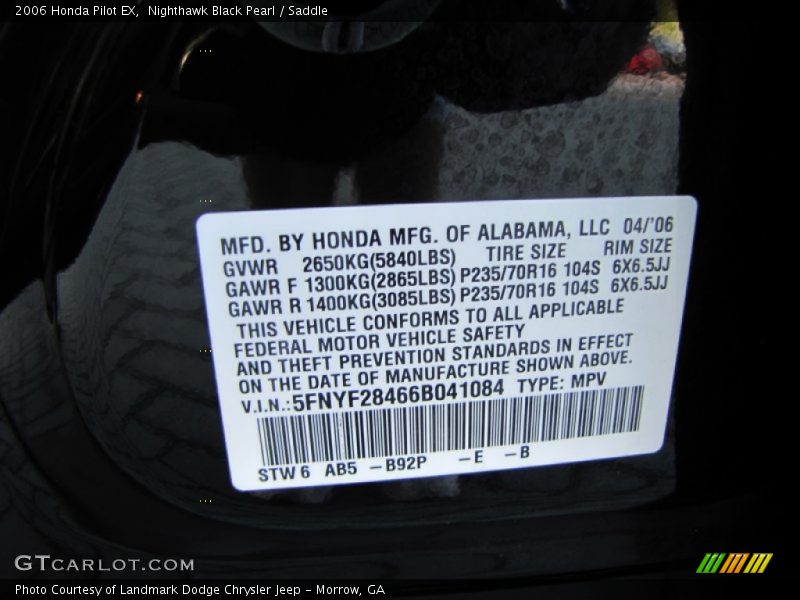 2006 Honda Pilot EX, Nighthawk Black Pearl / Saddle
MFD. BY HONDA MFG. OF ALABAMA, LLC 04/'06
GVWR 2650KG(5840LBS) TIRE SIZE RIM SIZE
GAWR F 1300KG(2865LBS) P235/70R16 104S 6X6.5JJ
GAWR R 1400KG(3085LBS) P235/70R16 104S 6X6.5JJ
THIS VEHICLE CONFORMS TO ALL APPLICABLE
FEDERAL MOTOR VEHICLE SAFETY
AND THEFT PREVENTION STANDARDS IN EFFECT
ON THE DATE OF MANUFACTURE SHOWN ABOVE.
V.I.N.:5FNYF28466B041084 TYPE: MPV
STW 6 AB5 –B92P –E –B
GTCARLOT.COM
Photo Courtesy of Landmark Dodge Chrysler Jeep – Morrow, GA